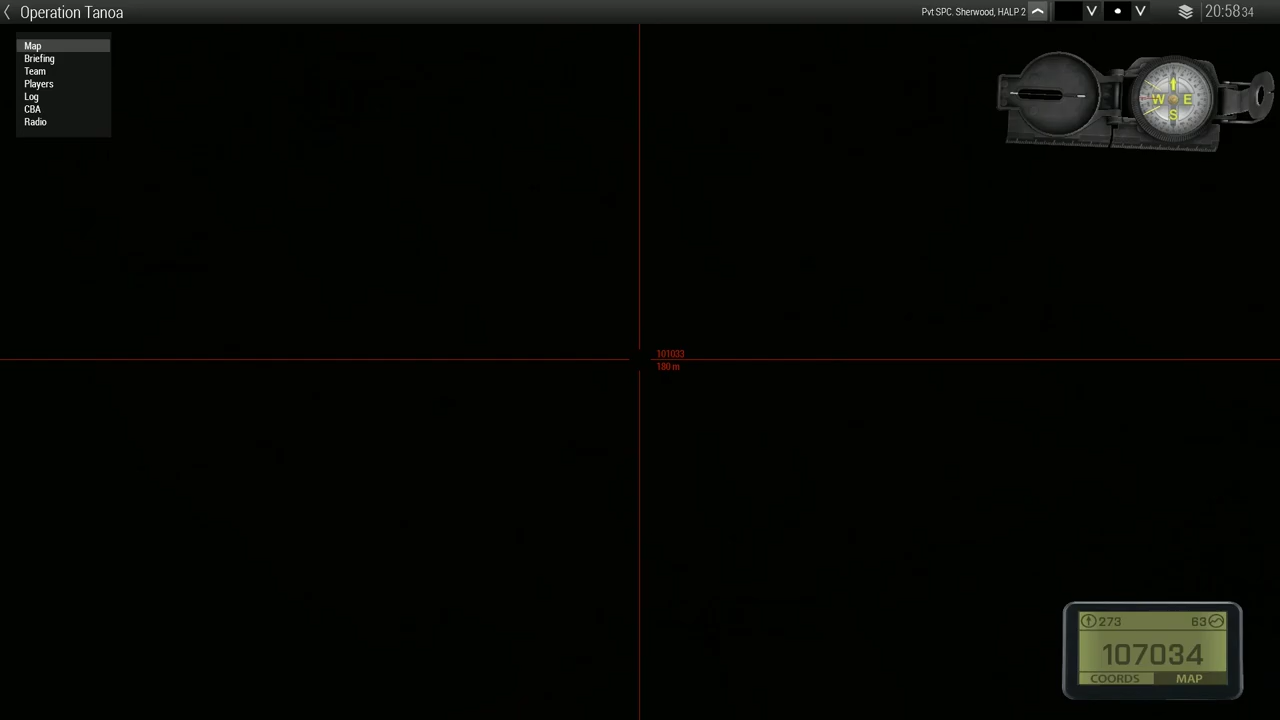 Operation Tanoa
Pvt SPC. Sherwood, HALP 2
20:58 34
Map
Briefing
Team
Players
Log
CBA
Radio
W E
S
101033
180 m
273 63
107034
COORDS MAP